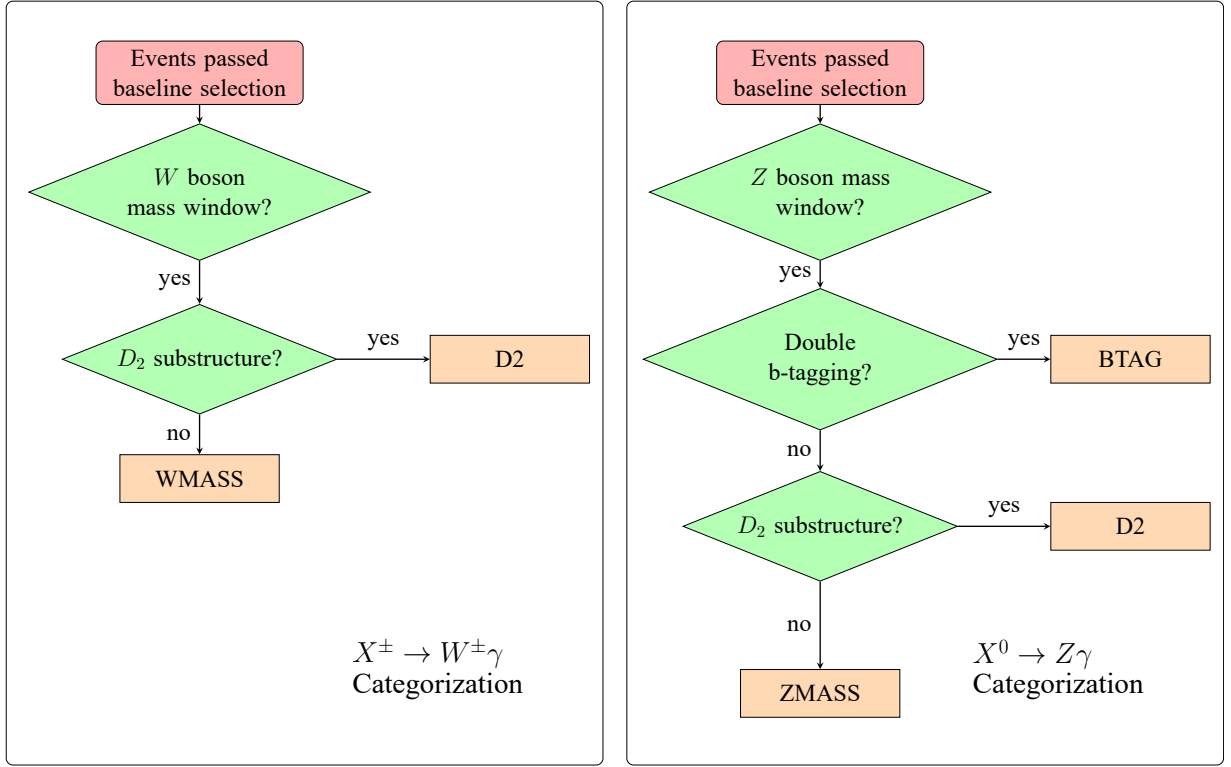 Events passed
baseline selection
W boson
mass window?
yes
D₂ substructure?
yes
D2
no
WMASS
X± → W±γ
Categorization
Events passed
baseline selection
Z boson mass
window?
yes
Double
b-tagging?
yes
BTAG
no
D₂ substructure?
yes
D2
no
ZMASS
X⁰ → Zγ
Categorization